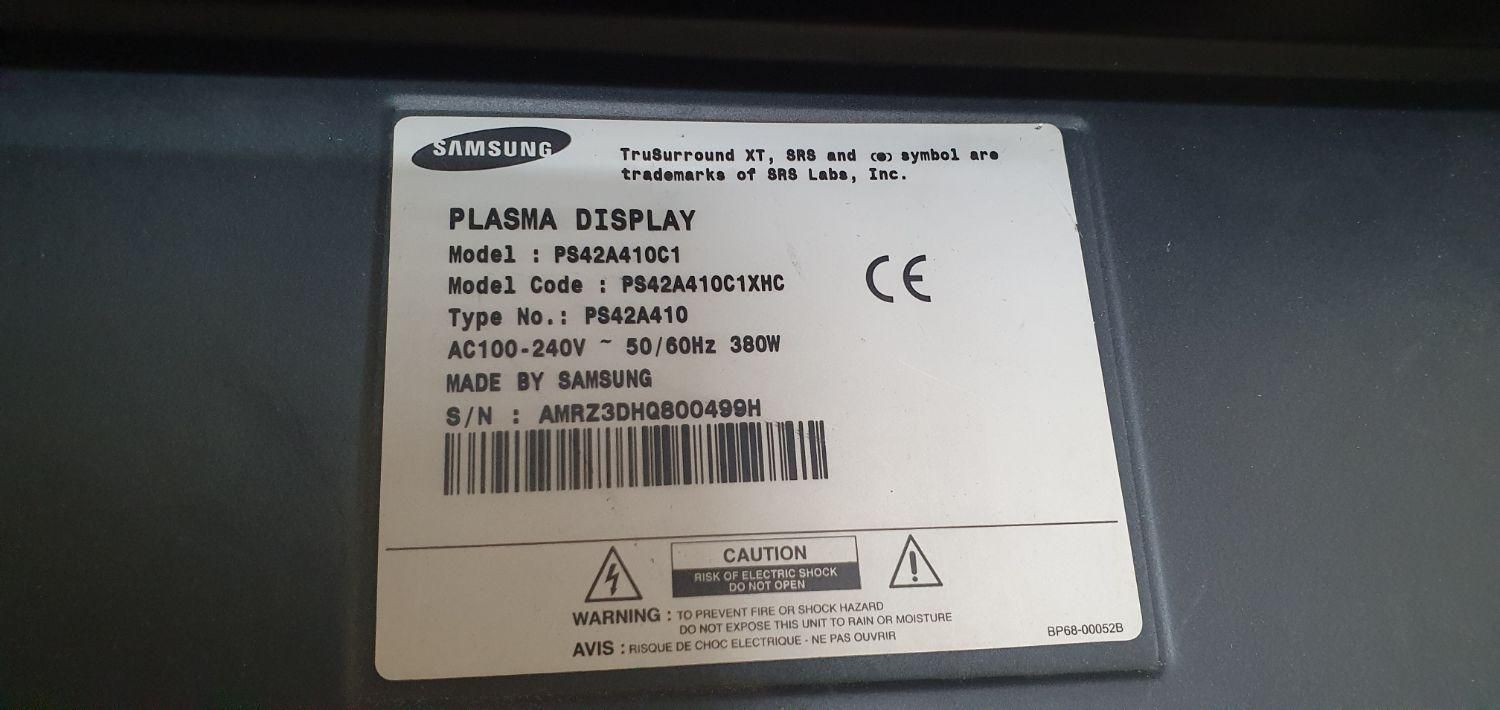 SAMSUNG
TruSurround XT, SRS and (●) symbol are
trademarks of SRS Labs, Inc.
PLASMA DISPLAY
Model : PS42A410C1
Model Code : PS42A410C1XHC
Type No.: PS42A410
AC100-240V ~ 50/60Hz 380W
MADE BY SAMSUNG
S/N : AMRZ3DHQ800499H
CE
CAUTION
RISK OF ELECTRIC SHOCK
DO NOT OPEN
WARNING : TO PREVENT FIRE OR SHOCK HAZARD
DO NOT EXPOSE THIS UNIT TO RAIN OR MOISTURE
AVIS : RISQUE DE CHOC ELECTRIQUE - NE PAS OUVRIR
BP68-00052B